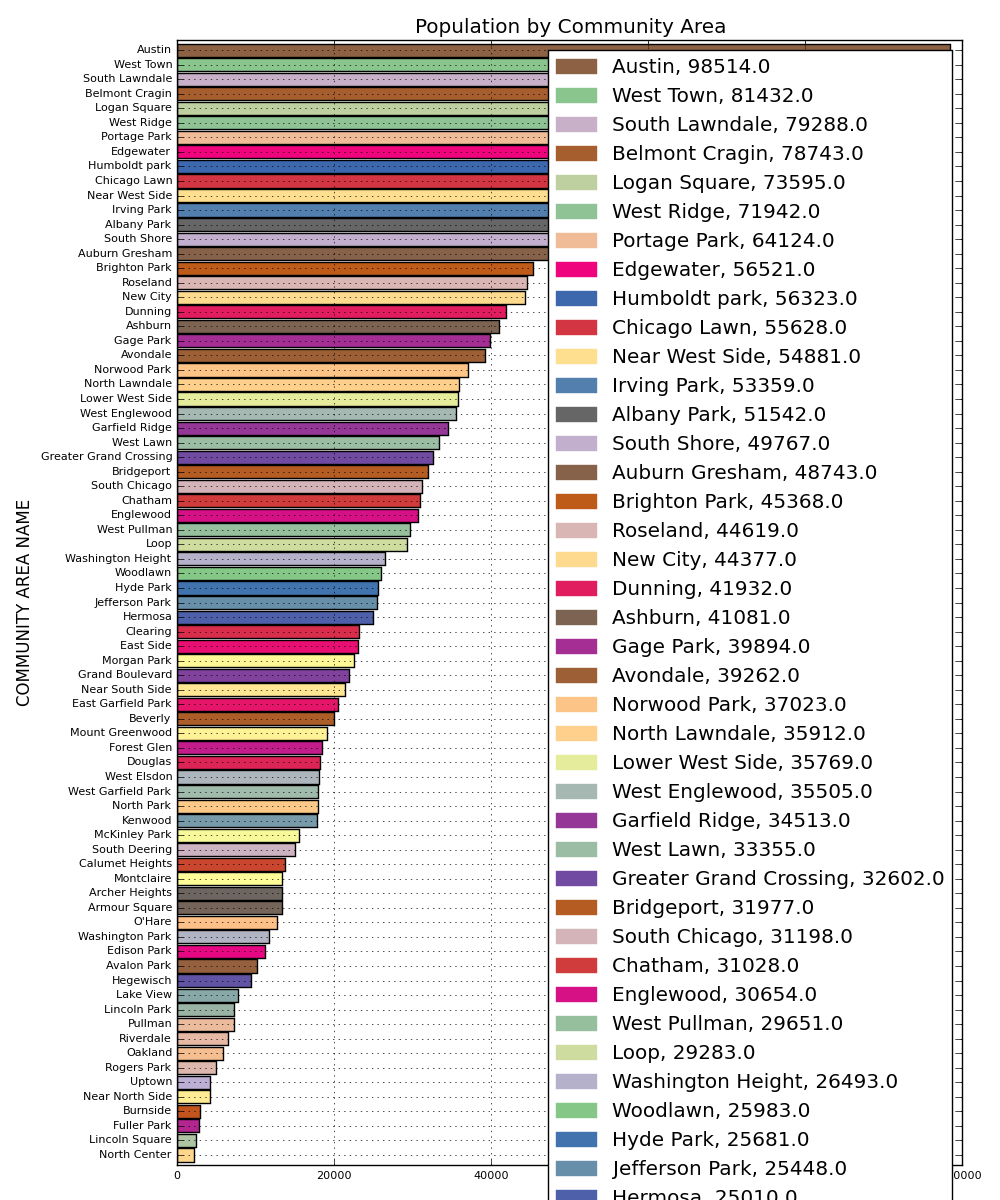 Population by Community Area
COMMUNITY AREA NAME
Austin
West Town
South Lawndale
Belmont Cragin
Logan Square
West Ridge
Portage Park
Edgewater
Humboldt park
Chicago Lawn
Near West Side
Irving Park
Albany Park
South Shore
Auburn Gresham
Brighton Park
Roseland
New City
Dunning
Ashburn
Gage Park
Avondale
Norwood Park
North Lawndale
Lower West Side
West Englewood
Garfield Ridge
West Lawn
Greater Grand Crossing
Bridgeport
South Chicago
Chatham
Englewood
West Pullman
Loop
Washington Height
Woodlawn
Hyde Park
Jefferson Park
Hermosa
Clearing
East Side
Morgan Park
Grand Boulevard
Near South Side
East Garfield Park
Beverly
Mount Greenwood
Forest Glen
Douglas
West Elsdon
West Garfield Park
North Park
Kenwood
McKinley Park
South Deering
Calumet Heights
Montclaire
Archer Heights
Armour Square
O'Hare
Washington Park
Edison Park
Avalon Park
Hegewisch
Lake View
Lincoln Park
Pullman
Riverdale
Oakland
Rogers Park
Uptown
Near North Side
Burnside
Fuller Park
Lincoln Square
North Center
0 20000 40000 0000
Austin, 98514.0
West Town, 81432.0
South Lawndale, 79288.0
Belmont Cragin, 78743.0
Logan Square, 73595.0
West Ridge, 71942.0
Portage Park, 64124.0
Edgewater, 56521.0
Humboldt park, 56323.0
Chicago Lawn, 55628.0
Near West Side, 54881.0
Irving Park, 53359.0
Albany Park, 51542.0
South Shore, 49767.0
Auburn Gresham, 48743.0
Brighton Park, 45368.0
Roseland, 44619.0
New City, 44377.0
Dunning, 41932.0
Ashburn, 41081.0
Gage Park, 39894.0
Avondale, 39262.0
Norwood Park, 37023.0
North Lawndale, 35912.0
Lower West Side, 35769.0
West Englewood, 35505.0
Garfield Ridge, 34513.0
West Lawn, 33355.0
Greater Grand Crossing, 32602.0
Bridgeport, 31977.0
South Chicago, 31198.0
Chatham, 31028.0
Englewood, 30654.0
West Pullman, 29651.0
Loop, 29283.0
Washington Height, 26493.0
Woodlawn, 25983.0
Hyde Park, 25681.0
Jefferson Park, 25448.0
Hermosa, 25010.0